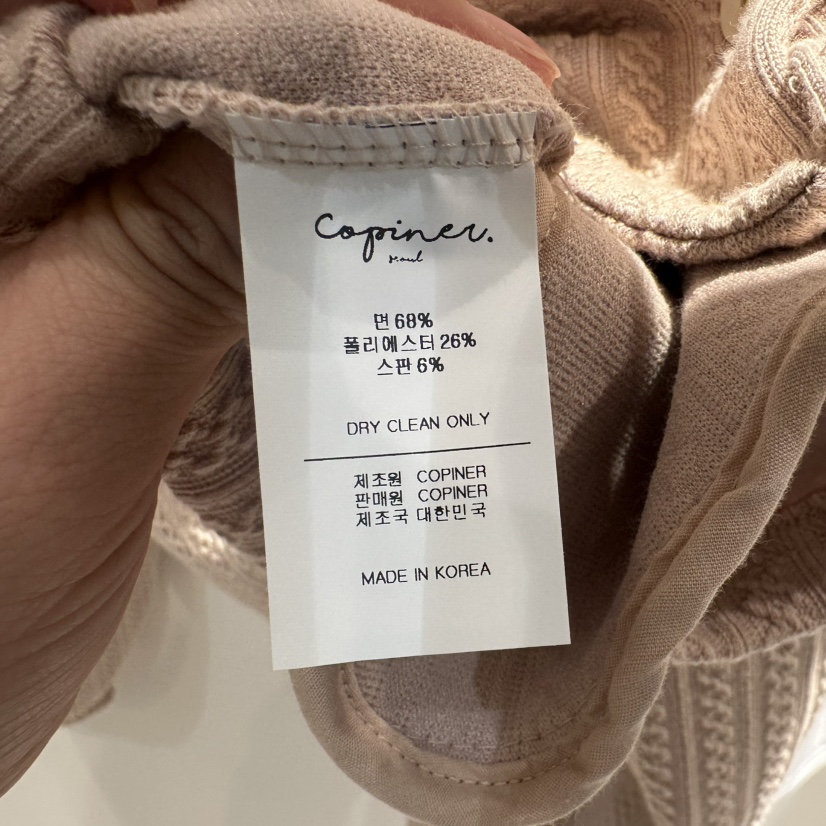 Copiner.
면 68%
폴리에스터 26%
스판 6%
DRY CLEAN ONLY
제조원 COPINER
판매원 COPINER
제조국 대한민국
MADE IN KOREA